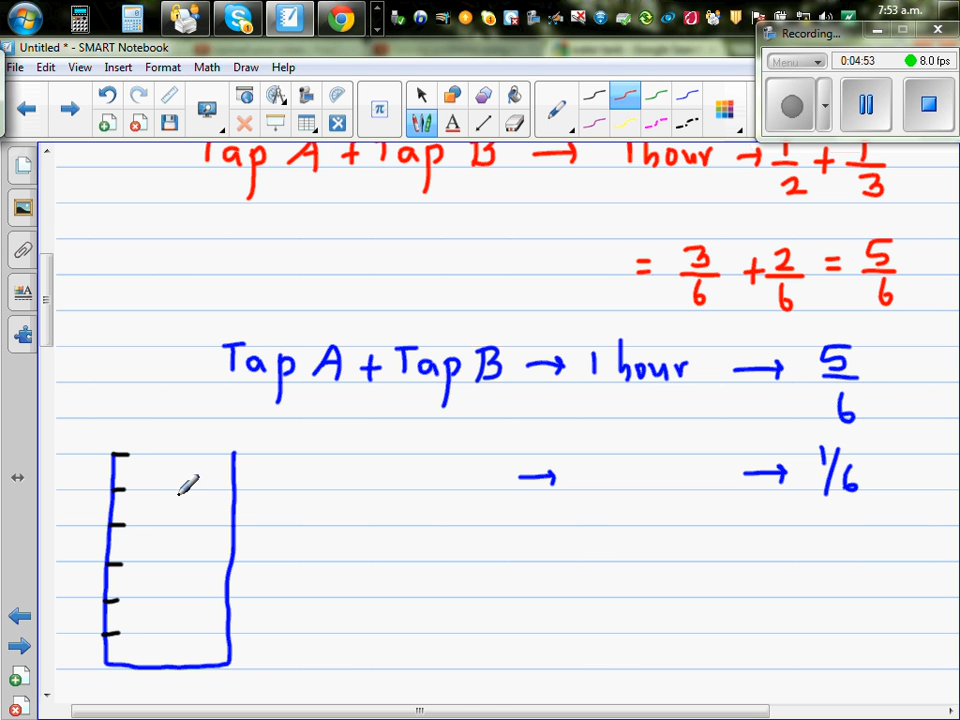 7:53 a.m.
Untitled * - SMART Notebook
Recording...
File Edit View Insert Format Math Draw Help
Menu 0:04:53 8.0 fps
Tap A + Tap B → 1 hour → 1/2 + 1/3
= 3/6 + 2/6 = 5/6
Tap A + Tap B → 1 hour → 5/6
→ → 1/6